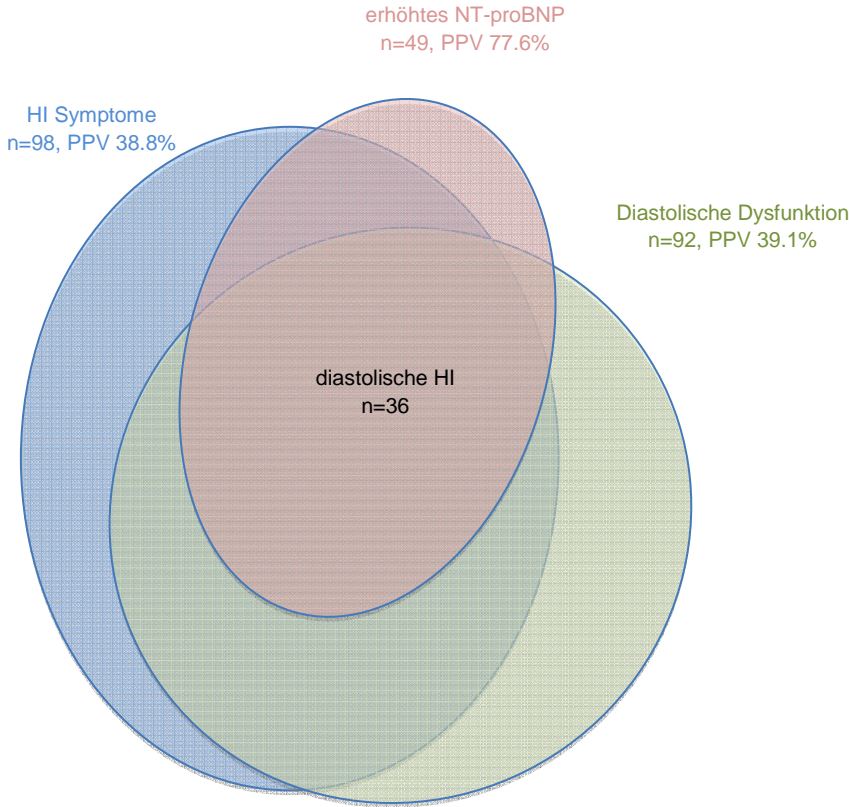 erhöhtes NT-proBNP
n=49, PPV 77.6%
HI Symptome
n=98, PPV 38.8%
Diastolische Dysfunktion
n=92, PPV 39.1%
diastolische HI
n=36